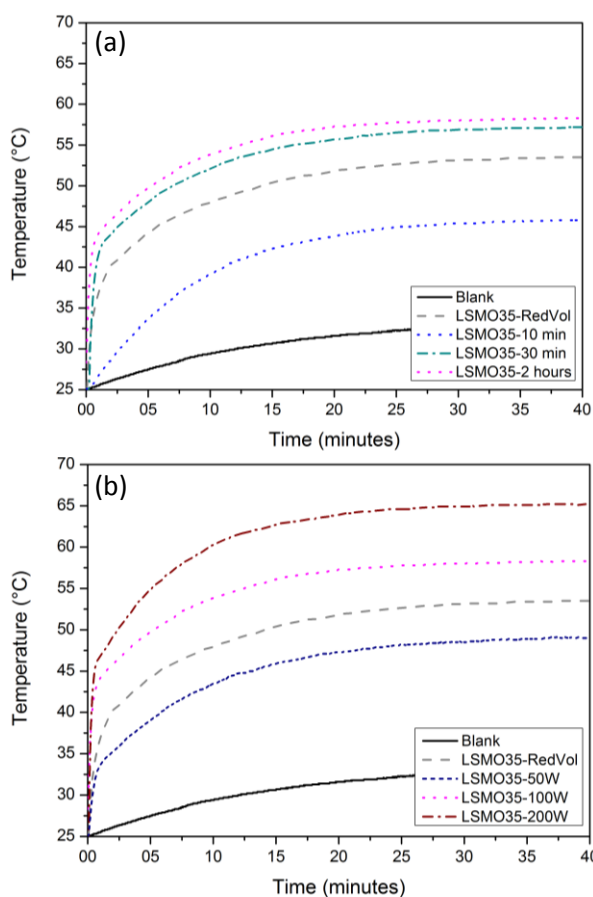 (a)
70
65
60
55
50
45
40
35
30
25
Temperature (°C)
Blank
LSMO35-RedVol
LSMO35-10 min
LSMO35-30 min
LSMO35-2 hours
00 05 10 15 20 25 30 35 40
Time (minutes)
(b)
70
65
60
55
50
45
40
35
30
25
Temperature (°C)
Blank
LSMO35-RedVol
LSMO35-50W
LSMO35-100W
LSMO35-200W
00 05 10 15 20 25 30 35 40
Time (minutes)